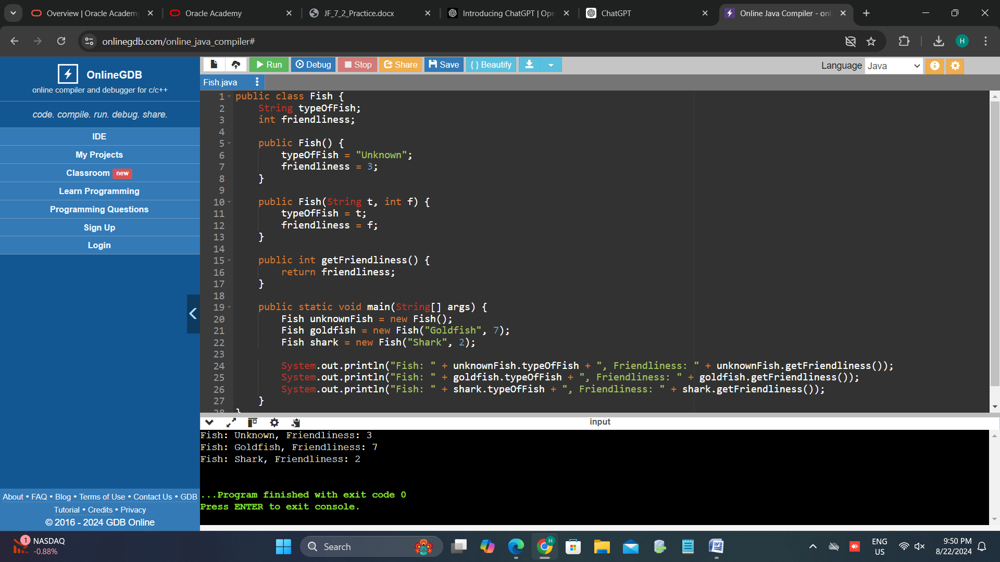 Overview | Oracle Academy
Oracle Academy
JF_7_2_Practice.docx
Introducing ChatGPT | Ope
ChatGPT
Online Java Compiler - onl
onlinegdb.com/online_java_compiler#
H
OnlineGDB
online compiler and debugger for c/c++
code. compile. run. debug. share.
IDE
My Projects
Classroom new
Learn Programming
Programming Questions
Sign Up
Login
About • FAQ • Blog • Terms of Use • Contact Us • GDB
Tutorial • Credits • Privacy
© 2016 - 2024 GDB Online
Run Debug Stop Share Save {} Beautify
Language Java
Fish.java
1 public class Fish {
2     String typeOfFish;
3     int friendliness;
4
5     public Fish() {
6         typeOfFish = "Unknown";
7         friendliness = 3;
8     }
9
10     public Fish(String t, int f) {
11         typeOfFish = t;
12         friendliness = f;
13     }
14
15     public int getFriendliness() {
16         return friendliness;
17     }
18
19     public static void main(String[] args) {
20         Fish unknownFish = new Fish();
21         Fish goldfish = new Fish("Goldfish", 7);
22         Fish shark = new Fish("Shark", 2);
23
24         System.out.println("Fish: " + unknownFish.typeOfFish + ", Friendliness: " + unknownFish.getFriendliness());
25         System.out.println("Fish: " + goldfish.typeOfFish + ", Friendliness: " + goldfish.getFriendliness());
26         System.out.println("Fish: " + shark.typeOfFish + ", Friendliness: " + shark.getFriendliness());
27     }
28 }
input
Fish: Unknown, Friendliness: 3
Fish: Goldfish, Friendliness: 7
Fish: Shark, Friendliness: 2
...Program finished with exit code 0
Press ENTER to exit console.
1
NASDAQ
-0.88%
Search
H
ENG
US
9:50 PM
8/22/2024